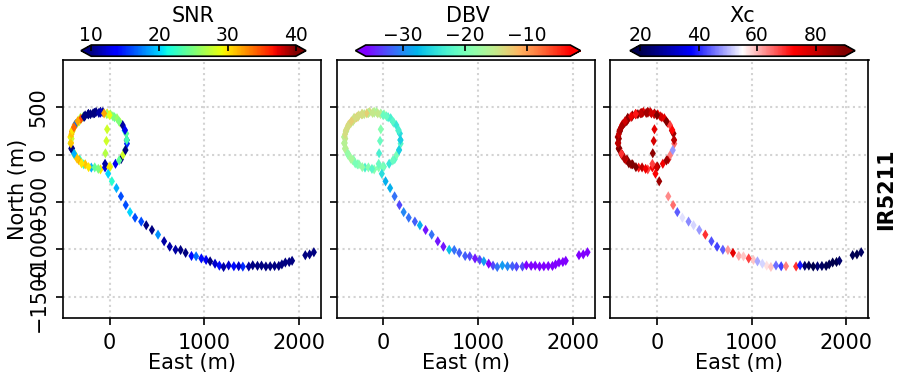 SNR DBV Xc
10 20 30 40 −30 −20 −10 20 40 60 80
500
0
−500
−1000
−1500
North (m)
IR5211
0 1000 2000 0 1000 2000 0 1000 2000
East (m) East (m) East (m)